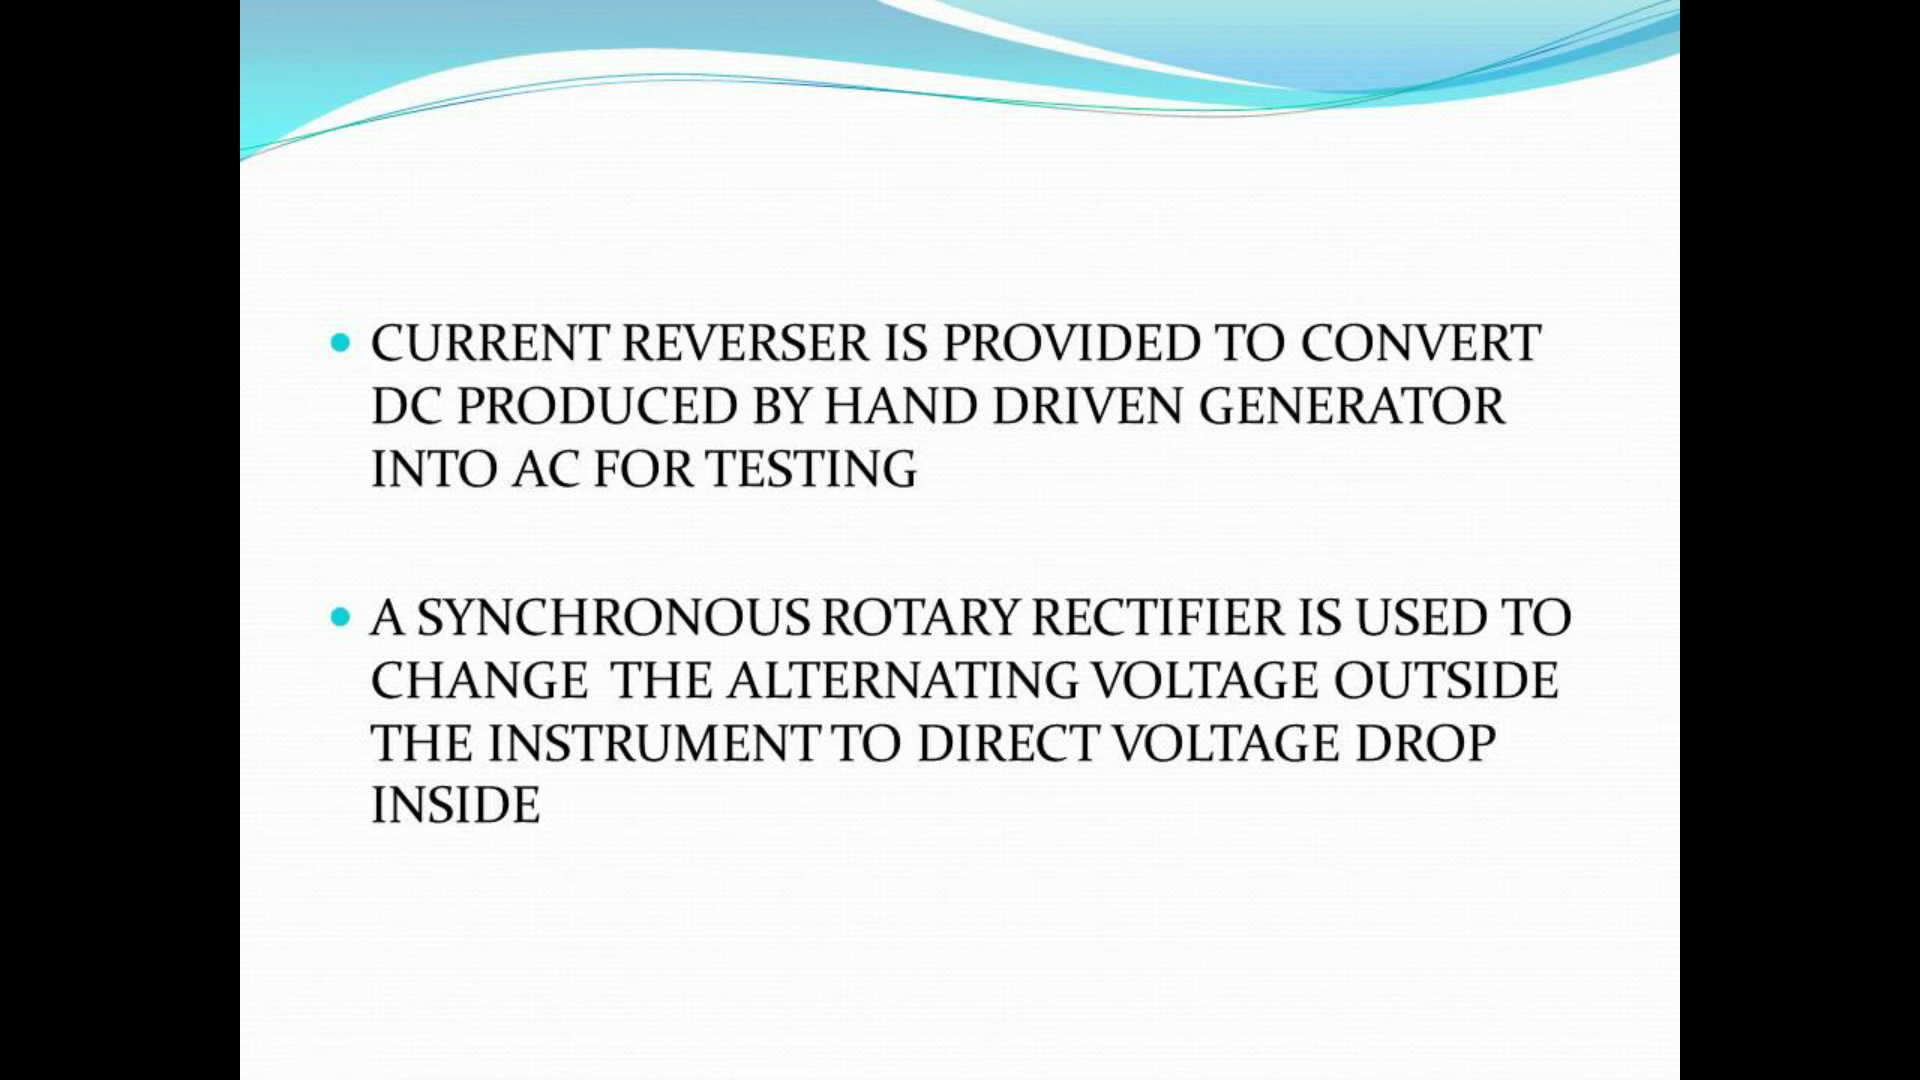 • CURRENT REVERSER IS PROVIDED TO CONVERT
DC PRODUCED BY HAND DRIVEN GENERATOR
INTO AC FOR TESTING
• A SYNCHRONOUS ROTARY RECTIFIER IS USED TO
CHANGE THE ALTERNATING VOLTAGE OUTSIDE
THE INSTRUMENT TO DIRECT VOLTAGE DROP
INSIDE